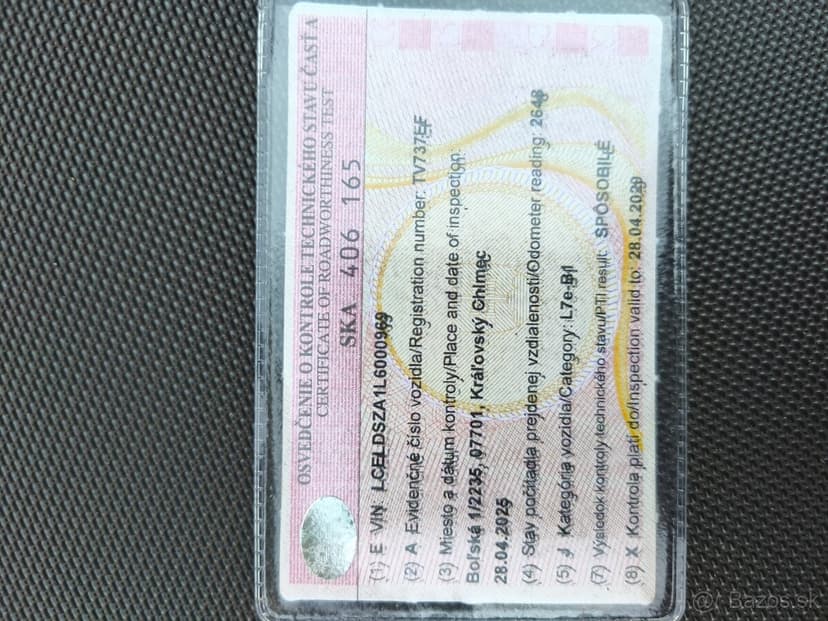 OSVEDČENIE O KONTROLE TECHNICKÉHO STAVU ČASŤ A
CERTIFICATE OF ROADWORTHINESS TEST
SKA 406 165
(1) E VIN: LCELDSZA1L6000969
(2) A Evidenčné číslo vozidla/Registration number: TV737EF
(3) Miesto a dátum kontroly/Place and date of inspection:
Boľská 1/2235, 07701, Kráľovský Chlmec
28.04.2025
(4) Stav počítadla prejdenej vzdialenosti/Odometer reading: 2648
(5) J Kategória vozidla/Category: L7e-B1
(7) Výsledok kontroly technického stavu/PTI result: SPÔSOBILÉ
(8) X Kontrola platí do/Inspection valid to: 28.04.2029
@/ Bazos.sk